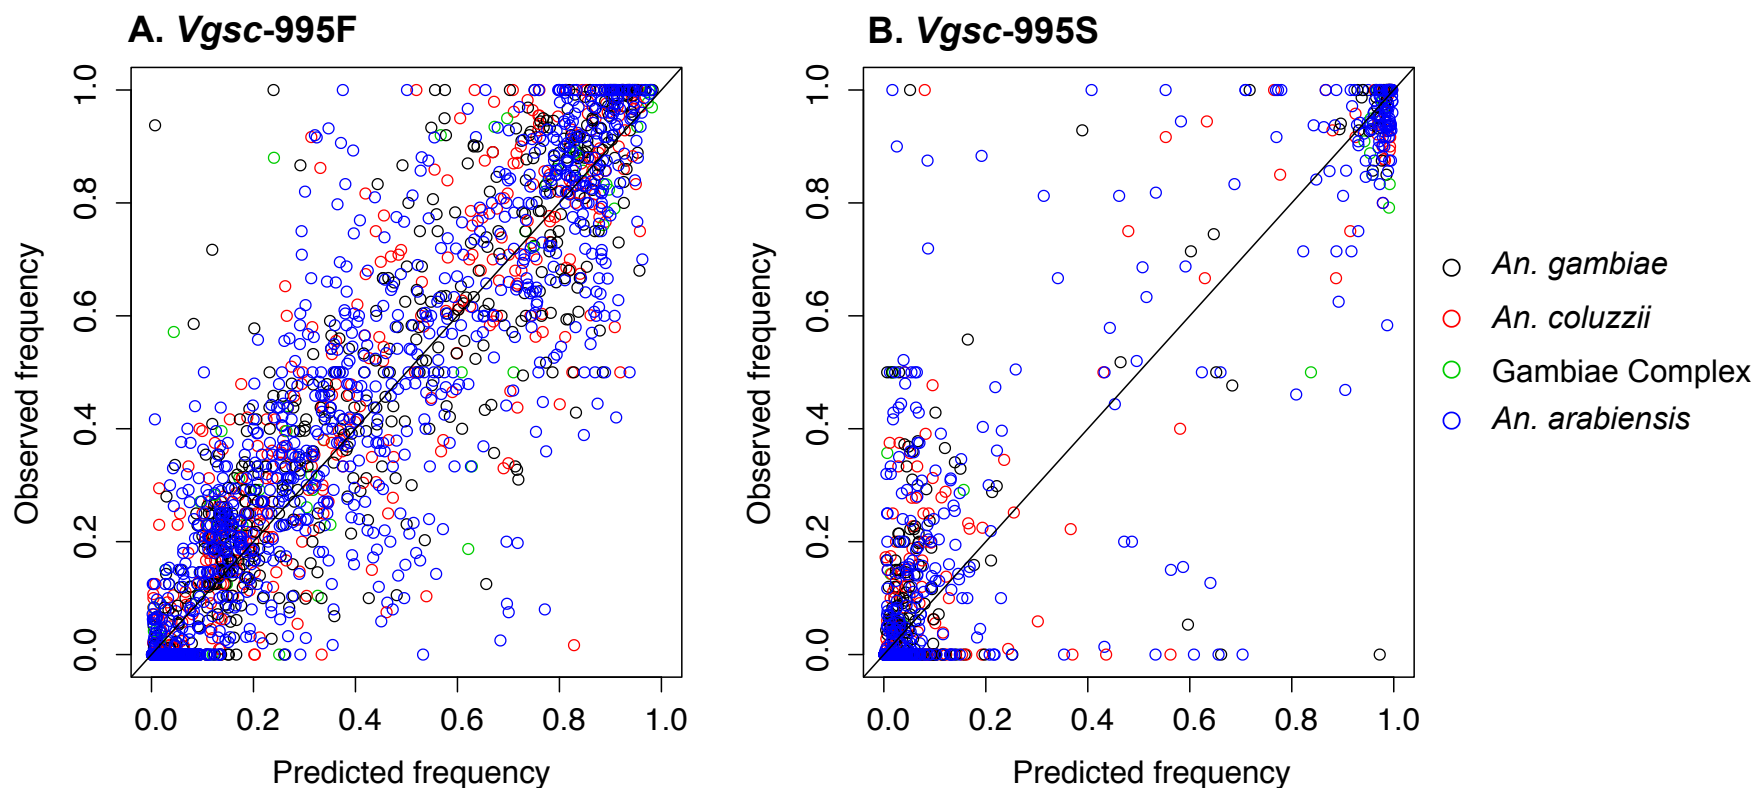 A. Vgsc-995F
B. Vgsc-995S
Observed frequency
0.0 0.2 0.4 0.6 0.8 1.0
0.0 0.2 0.4 0.6 0.8 1.0
Predicted frequency
Observed frequency
0.0 0.2 0.4 0.6 0.8 1.0
0.0 0.2 0.4 0.6 0.8 1.0
Predicted frequency
An. gambiae
An. coluzzii
Gambiae Complex
An. arabiensis